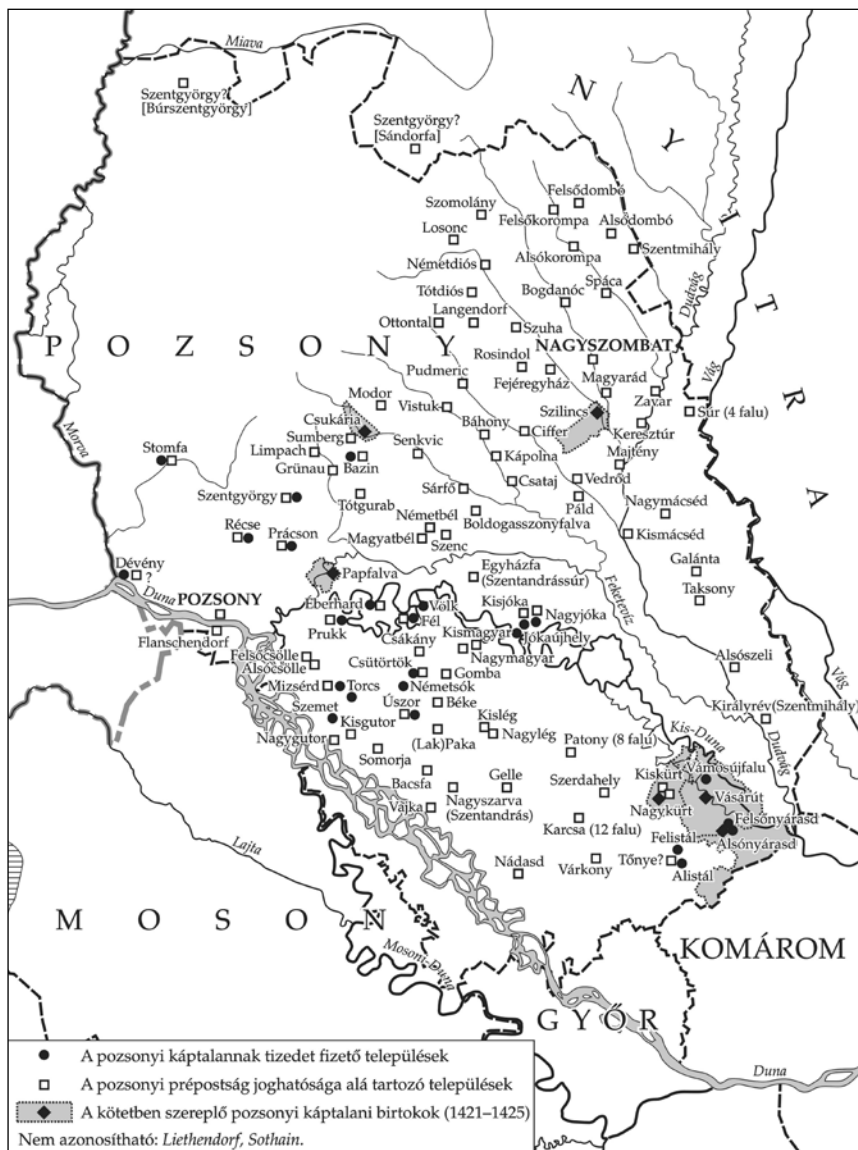 Miava
Szentgyörgy?
[Búrszentgyörgy]
Szentgyörgy?
[Sándorfa]
N Y I T R A
Felsődombó
Szomolány
Felsőkorompa
Alsódombó
Losonc
Szentmihály
Alsókorompa
Németdiós
Spáca
Tótdiós
Bogdanóc
Dudvág
Langendorf
Ottontal
Szuha
P O Z S O N Y
NAGYSZOMBAT
Vág
Rosindol
Pudmeric
Fejéregyház
Magyarád
Modor
Zavar
Vistuk
Szilincs
Súr (4 falu)
Csukária
Morva
Sumberg
Báhony
Ciffer
Keresztúr
Stomfa
Limpach
Senkvic
Majtény
Bazin
Kápolna
Grünau
Csataj
Vedrőd
Szentgyörgy
Tótgurab
Sárfő
Páld
Nagymácséd
Németbél
Boldogasszonyfalva
Récse
Prácson
Magyatbél
Szenc
Kismácséd
Dévény
?
Papfalva
Egyházfa
(Szentandrássúr)
Galánta
Duna
POZSONY
Feketevíz
Taksony
Eberhard
Völk
Kisjóka
Nagyjóka
Prukk
Fél
Flanschendorf
Csákány
Kismagyar
Jókaújhely
Felsőcsölle
Alsócsölle
Csütörtök
Nagymagyar
Alsószeli
Vág
Mizsérd
Torcs
Németsók
Gomba
Szemet
Úszor
Béke
Királyrév(Szentmihály)
Kisgutor
Kisleg
Kis-Duna
Nagygutor
(Lak)Paka
Nagylég
Patony (8 falu)
Dudvág
Somorja
Vámosújfalu
Bacsfa
Gelle
Szerdahely
Kiskürt
Vásárút
Vajka
Nagyszarva
(Szentandrás)
Nagykürt
Felsőnyárasd
Karcsa (12 falu)
Lajta
Felistál
Alsónyárasd
Várkony
Tőnye?
Nádasd
Alistál
M O S O N
Mosoni-Duna
KOMÁROM
G Y Ő R
Duna
A pozsonyi káptalannak tizedet fizető települések
A pozsonyi prépostság joghatósága alá tartozó települések
A kötetben szereplő pozsonyi káptalani birtokok (1421–1425)
Nem azonosítható: Liethendorf, Sothain.